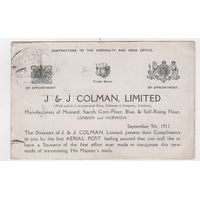 CONTRACTORS TO THE ADMIRALTY AND INDIA OFFICE.
BY APPOINTMENT.
Trade Mark
BY APPOINTMENT.
J & J COLMAN, LIMITED
Manufacturers of Mustard, Starch, Corn-Flour, Blue, & Self-Raising Flour,
LONDON and NORWICH.
September 9th, 1911.
The Directors of J. & J. COLMAN, Limited, present their Compliments
to you by the first AERIAL POST feeling assured you will like to
have a Souvenir of the first effort ever made to inaugurate this new
mode of transmitting His Majesty's mails.